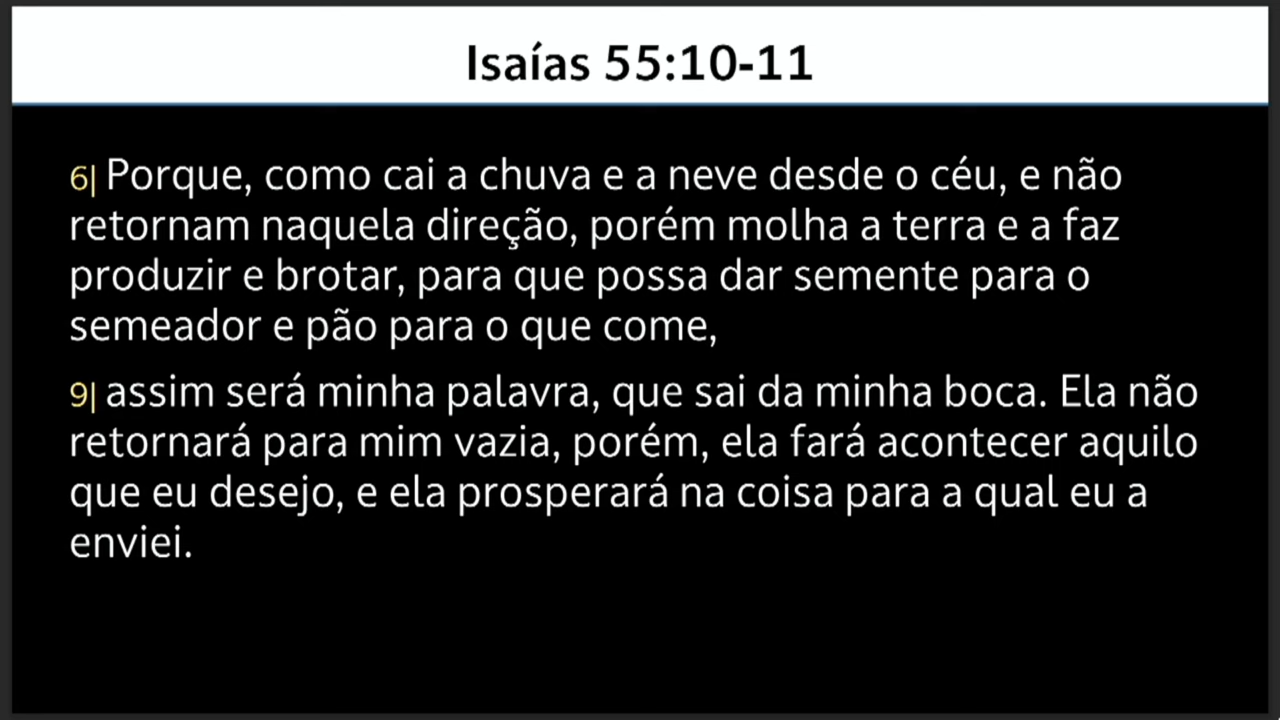 Isaías 55:10-11
6| Porque, como cai a chuva e a neve desde o céu, e não
retornam naquela direção, porém molha a terra e a faz
produzir e brotar, para que possa dar semente para o
semeador e pão para o que come,
9| assim será minha palavra, que sai da minha boca. Ela não
retornará para mim vazia, porém, ela fará acontecer aquilo
que eu desejo, e ela prosperará na coisa para a qual eu a
enviei.